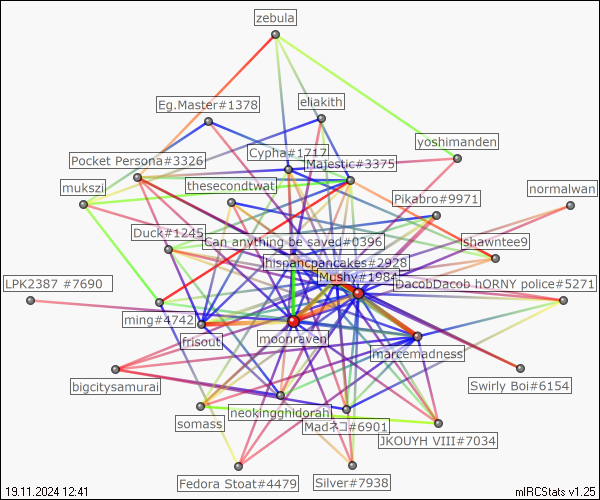 zebula
Eg.Master#1378
eliakith
yoshimanden
Cypha#1717
Pocket Persona#3326
Majestic#3375
mukszi
thesecondtwat
Pikabro#9971
normalwan
Duck#1245
Can anything be saved#0396
shawntee9
hispancpancakes#2928
Mushy#1984
LPK2387 #7690
DacobDacob hORNY police#5271
ming#4742
frisout
moonraven
marcemadness
bigcitysamurai
Swirly Boi#6154
somass
neokingghidorah
Madネコ#6901
JKOUYH VIII#7034
Fedora Stoat#4479
Silver#7938
19.11.2024 12:41
mIRCStats v1.25